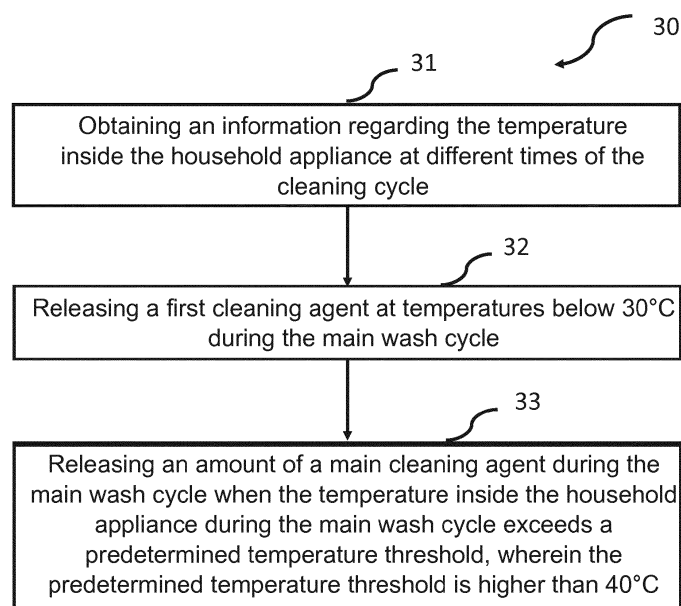 30
31
Obtaining an information regarding the temperature
inside the household appliance at different times of the
cleaning cycle
32
Releasing a first cleaning agent at temperatures below 30°C
during the main wash cycle
33
Releasing an amount of a main cleaning agent during the
main wash cycle when the temperature inside the household
appliance during the main wash cycle exceeds a
predetermined temperature threshold, wherein the
predetermined temperature threshold is higher than 40°C